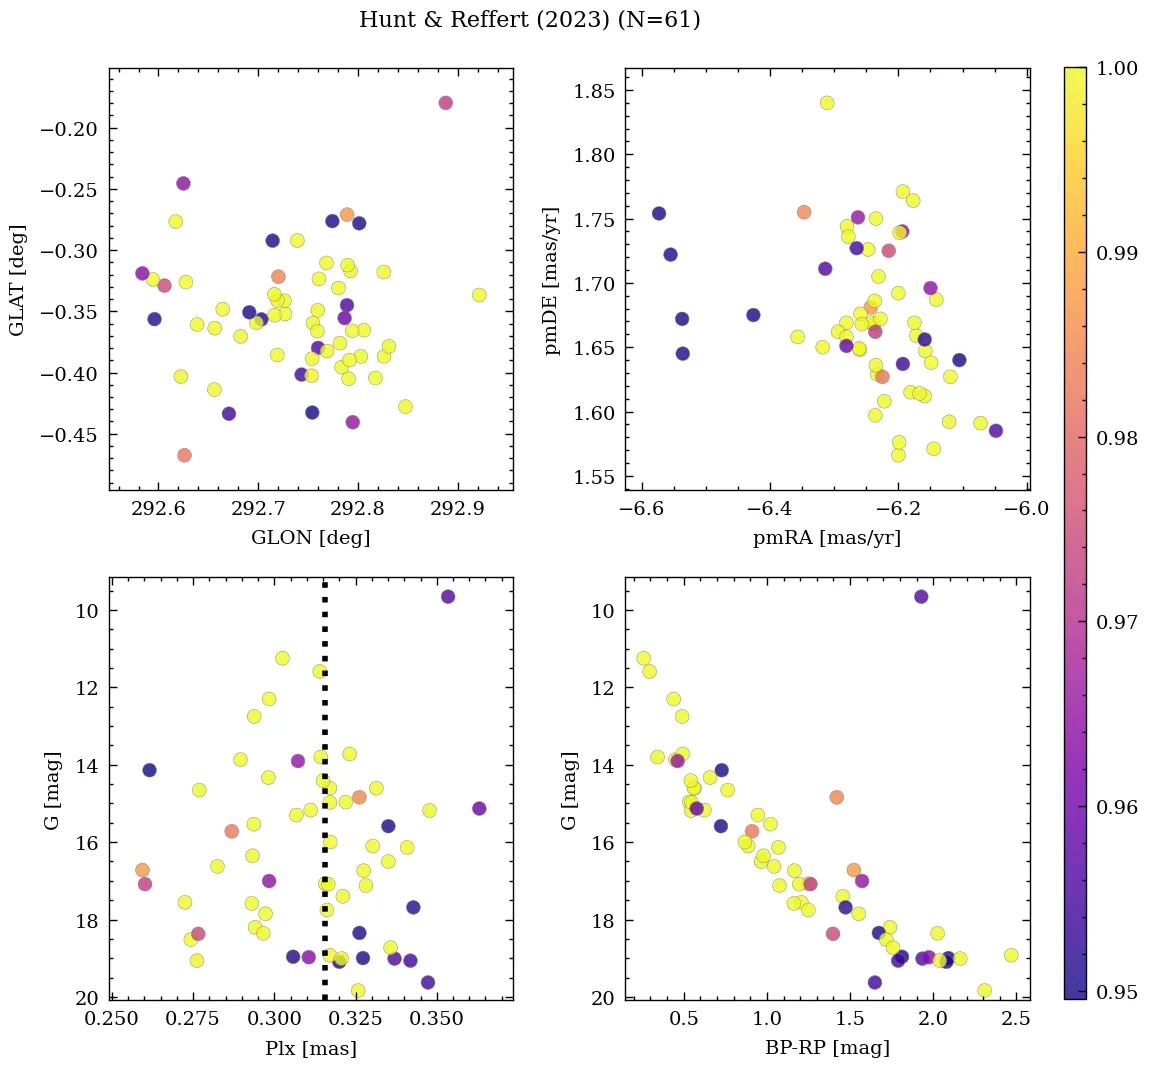 Hunt & Reffert (2023) (N=61)
−0.20
−0.25
−0.30
−0.35
−0.40
−0.45
GLAT [deg]
292.6 292.7 292.8 292.9
GLON [deg]
1.85
1.80
1.75
1.70
1.65
1.60
1.55
pmDE [mas/yr]
−6.6 −6.4 −6.2 −6.0
pmRA [mas/yr]
1.00
0.99
0.98
0.97
0.96
0.95
10
12
14
16
18
20
G [mag]
0.250 0.275 0.300 0.325 0.350
Plx [mas]
10
12
14
16
18
20
G [mag]
0.5 1.0 1.5 2.0 2.5
BP-RP [mag]